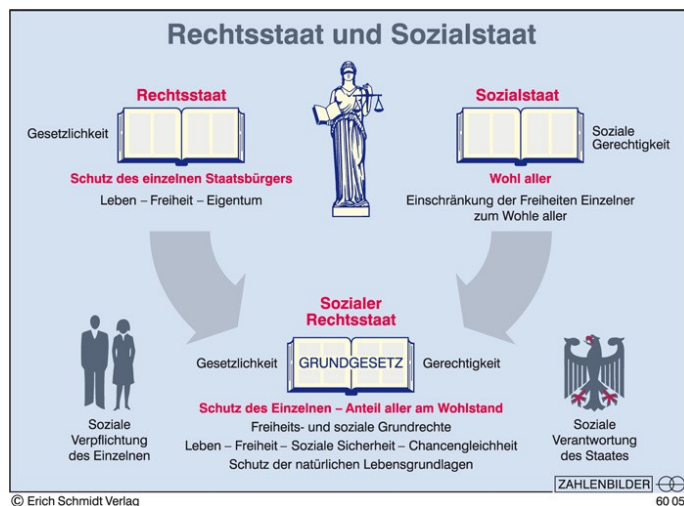 Rechtsstaat und Sozialstaat
Rechtsstaat
Gesetzlichkeit
Schutz des einzelnen Staatsbürgers
Leben – Freiheit – Eigentum
Sozialstaat
Soziale
Gerechtigkeit
Wohl aller
Einschränkung der Freiheiten Einzelner
zum Wohle aller
Sozialer
Rechtsstaat
Gesetzlichkeit
GRUNDGESETZ
Gerechtigkeit
Schutz des Einzelnen – Anteil aller am Wohlstand
Freiheits- und soziale Grundrechte
Leben – Freiheit – Soziale Sicherheit – Chancengleichheit
Schutz der natürlichen Lebensgrundlagen
Soziale
Verpflichtung
des Einzelnen
Soziale
Verantwortung
des Staates
ZAHLENBILDER
© Erich Schmidt Verlag
60 05